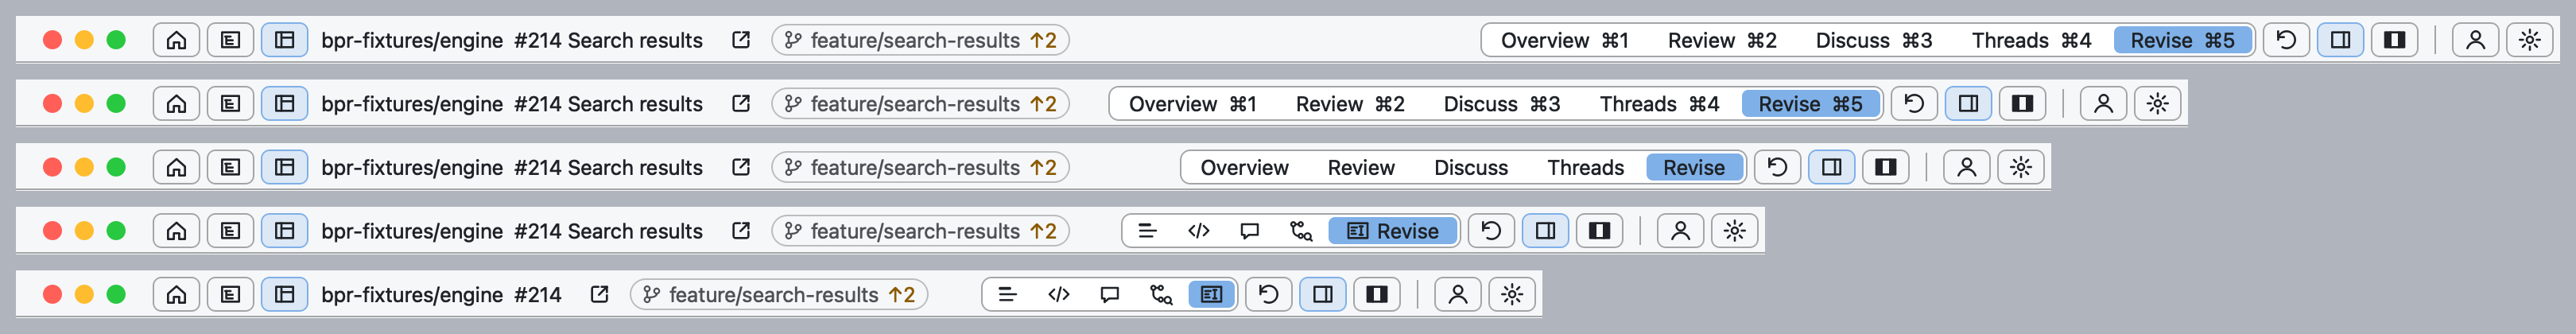 bpr-fixtures/engine #214 Search results feature/search-results ↑2 Overview ⌘1 Review ⌘2 Discuss ⌘3 Threads ⌘4 Revise ⌘5
bpr-fixtures/engine #214 Search results feature/search-results ↑2 Overview ⌘1 Review ⌘2 Discuss ⌘3 Threads ⌘4 Revise ⌘5
bpr-fixtures/engine #214 Search results feature/search-results ↑2 Overview Review Discuss Threads Revise
bpr-fixtures/engine #214 Search results feature/search-results ↑2 Revise
bpr-fixtures/engine #214 feature/search-results ↑2